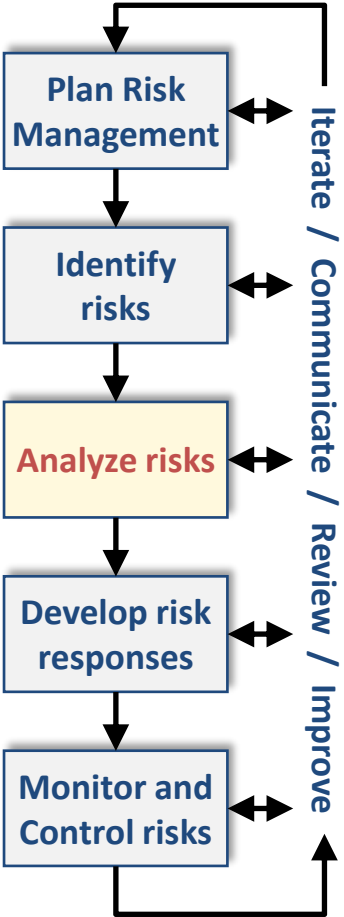 Plan Risk
Management
Identify
risks
Analyze risks
Develop risk
responses
Monitor and
Control risks
Iterate / Communicate / Review / Improve